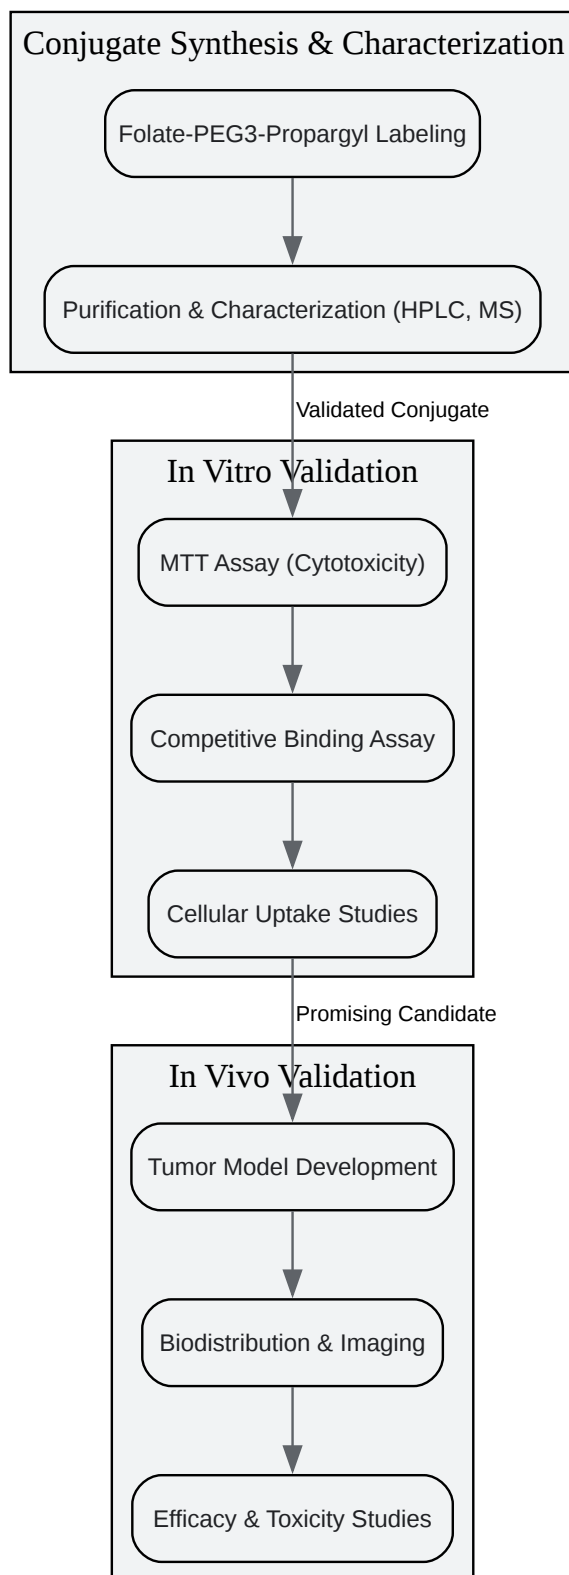 Conjugate Synthesis & Characterization
Folate-PEG3-Propargyl Labeling
Purification & Characterization (HPLC, MS)
Validated Conjugate
In Vitro Validation
MTT Assay (Cytotoxicity)
Competitive Binding Assay
Cellular Uptake Studies
Promising Candidate
In Vivo Validation
Tumor Model Development
Biodistribution & Imaging
Efficacy & Toxicity Studies